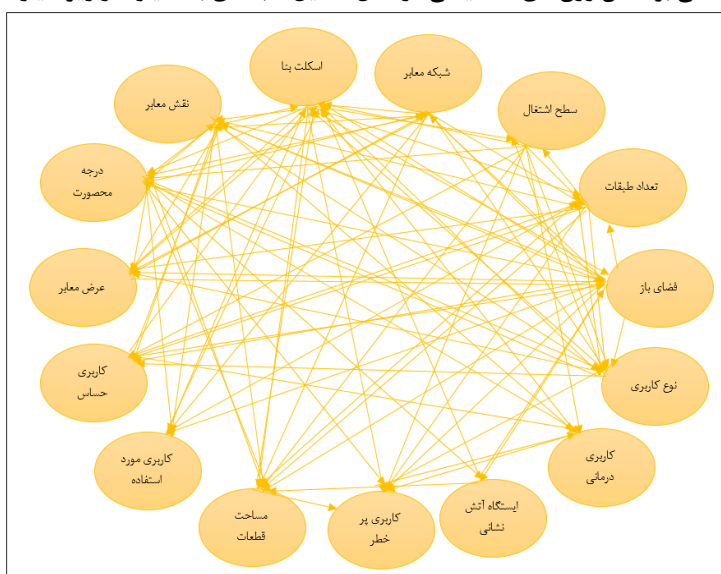 اسکلت بنا
شبکه معابر
سطح اشتغال
تعداد طبقات
فضای باز
نوع کاربری
کاربری
درمانی
ایستگاه آتش
نشانی
کاربری پر
خطر
مساحت
قطعات
کاربری مورد
استفاده
کاربری
حساس
عرض معابر
درجه
محصورت
نقش معابر